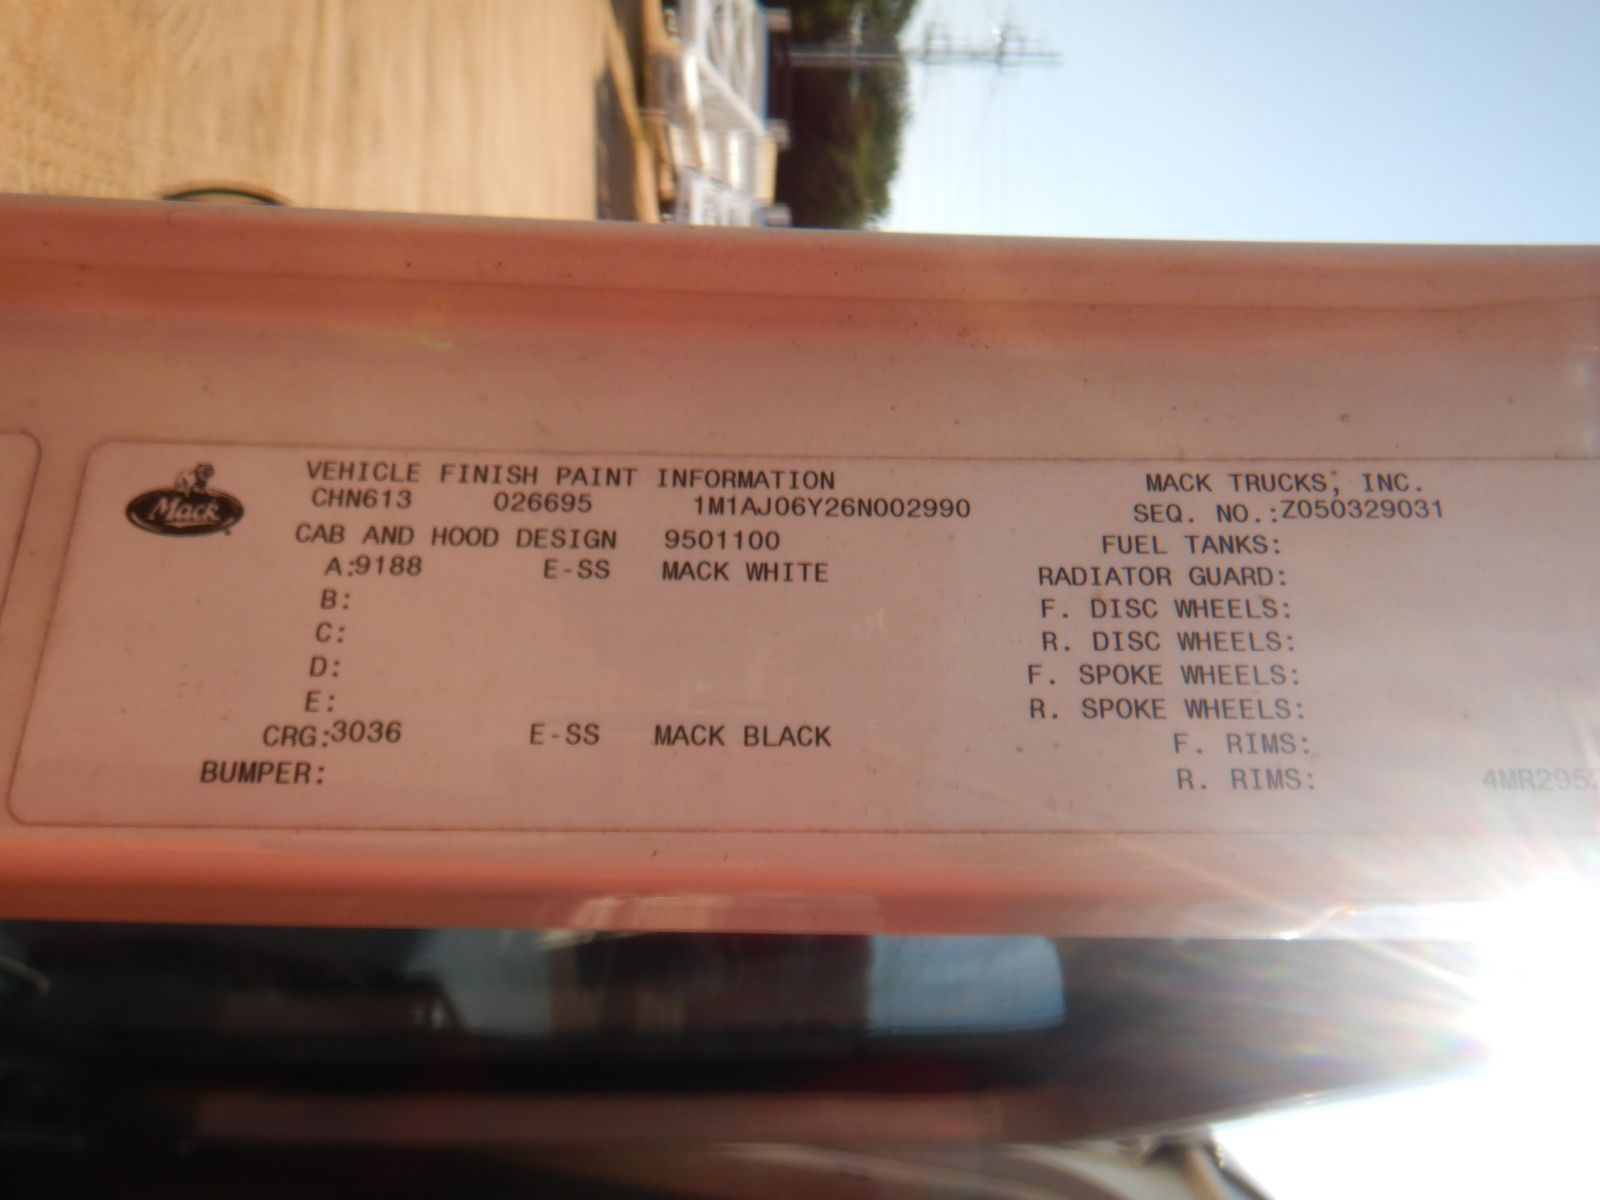 Mack
VEHICLE FINISH PAINT INFORMATION
CHN613 026695 1M1AJ06Y26N002990
CAB AND HOOD DESIGN 9501100
A:9188 E-SS MACK WHITE
B:
C:
D:
E:
CRG:3036 E-SS MACK BLACK
BUMPER:
MACK TRUCKS, INC.
SEQ. NO.:Z050329031
FUEL TANKS:
RADIATOR GUARD:
F. DISC WHEELS:
R. DISC WHEELS:
F. SPOKE WHEELS:
R. SPOKE WHEELS:
F. RIMS:
R. RIMS: